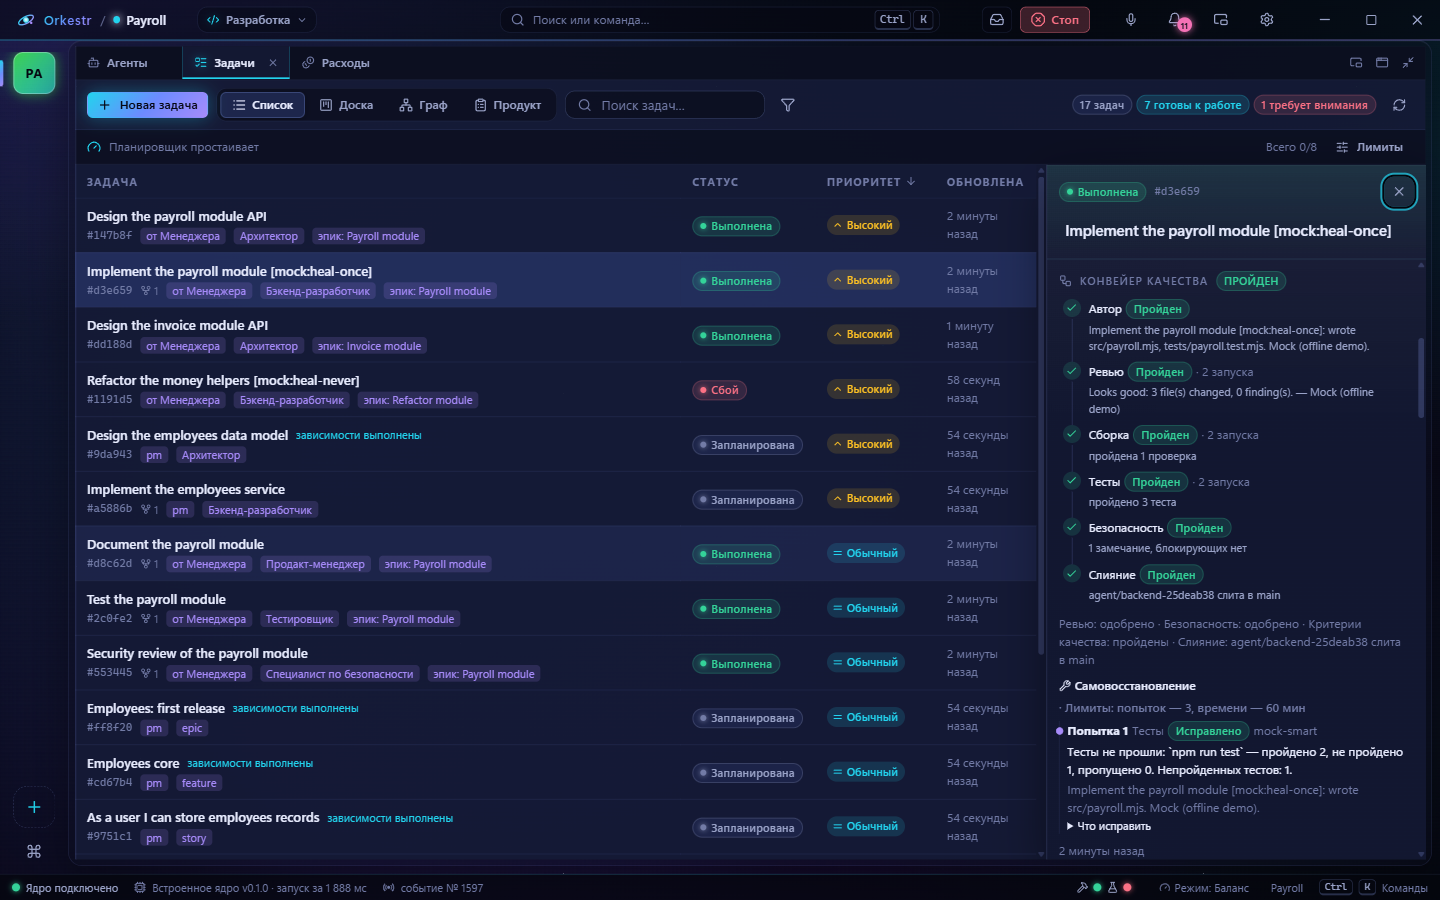 Orkestr / Payroll
Разработка
Поиск или команда...
Ctrl K
Стоп
11
PA
Агенты
Задачи
Расходы
Новая задача
Список
Доска
Граф
Продукт
Поиск задач...
17 задач
7 готовы к работе
1 требует внимания
Планировщик простаивает
Всего 0/8
Лимиты
ЗАДАЧА СТАТУС ПРИОРИТЕТ ОБНОВЛЕНА
Design the payroll module API
#147b8f от Менеджера Архитектор эпик: Payroll module
Выполнена
Высокий
2 минуты
назад
Implement the payroll module [mock:heal-once]
#d3e659 1 от Менеджера Бэкенд-разработчик эпик: Payroll module
Выполнена
Высокий
2 минуты
назад
Design the invoice module API
#dd188d от Менеджера Архитектор эпик: Invoice module
Выполнена
Высокий
1 минуту
назад
Refactor the money helpers [mock:heal-never]
#1191d5 от Менеджера Бэкенд-разработчик эпик: Refactor module
Сбой
Высокий
58 секунд
назад
Design the employees data model зависимости выполнены
#9da943 pm Архитектор
Запланирована
Высокий
54 секунды
назад
Implement the employees service
#a5886b 1 pm Бэкенд-разработчик
Запланирована
Высокий
54 секунды
назад
Document the payroll module
#d8c62d 1 от Менеджера Продакт-менеджер эпик: Payroll module
Выполнена
Обычный
2 минуты
назад
Test the payroll module
#2c0fe2 1 от Менеджера Тестировщик эпик: Payroll module
Выполнена
Обычный
2 минуты
назад
Security review of the payroll module
#553445 1 от Менеджера Специалист по безопасности эпик: Payroll module
Выполнена
Обычный
2 минуты
назад
Employees: first release зависимости выполнены
#ff8f20 pm epic
Запланирована
Обычный
54 секунды
назад
Employees core зависимости выполнены
#cd67b4 pm feature
Запланирована
Обычный
54 секунды
назад
As a user I can store employees records зависимости выполнены
#9751c1 pm story
Запланирована
Обычный
54 секунды
назад
Выполнена #d3e659
Implement the payroll module [mock:heal-once]
КОНВЕЙЕР КАЧЕСТВА ПРОЙДЕН
Автор Пройден
Implement the payroll module [mock:heal-once]: wrote
src/payroll.mjs, tests/payroll.test.mjs. Mock (offline demo).
Ревью Пройден · 2 запуска
Looks good: 3 file(s) changed, 0 finding(s). — Mock (offline
demo)
Сборка Пройден · 2 запуска
пройдена 1 проверка
Тесты Пройден · 2 запуска
пройдено 3 теста
Безопасность Пройден
1 замечание, блокирующих нет
Слияние Пройден
agent/backend-25deab38 слита в main
Ревью: одобрено · Безопасность: одобрено · Критерии
качества: пройдены · Слияние: agent/backend-25deab38 слита
в main
Самовосстановление
· Лимиты: попыток — 3, времени — 60 мин
Попытка 1 Тесты Исправлено mock-smart
Тесты не прошли: `npm run test` — пройдено 2, не пройдено
1, пропущено 0. Непройденных тестов: 1.
Implement the payroll module [mock:heal-once]: wrote
src/payroll.mjs. Mock (offline demo).
Что исправить
2 минуты назад
Ядро подключено
Встроенное ядро v0.1.0 · запуск за 1 888 мс
событие № 1597
Режим: Баланс
Payroll
Ctrl K Команды